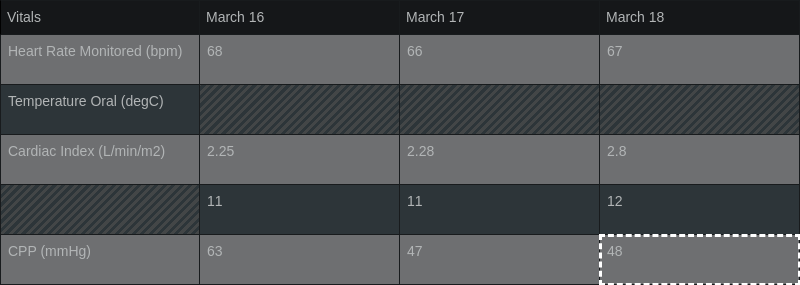 Vitals March 16 March 17 March 18
Heart Rate Monitored (bpm) 68 66 67
Temperature Oral (degC)
Cardiac Index (L/min/m2) 2.25 2.28 2.8
11 11 12
CPP (mmHg) 63 47 48